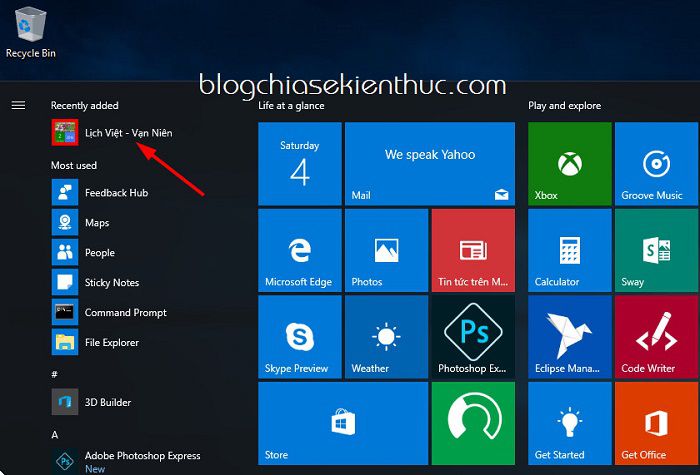 Recycle Bin
blogchiasekienthuc.com
Recently added
Lịch Việt - Vạn Niên
Most used
Feedback Hub
Maps
People
Sticky Notes
Command Prompt
File Explorer
#
3D Builder
A
Adobe Photoshop Express
New
Life at a glance
Saturday
4
We speak Yahoo
Mail
Microsoft Edge
Photos
Tin tức trên M...
Skype Preview
Weather
Ps
Photoshop Ex...
Store
Play and explore
Xbox
Groove Music
Calculator
S
Sway
Eclipse Mana...
Code Writer
Get Started
Get Office